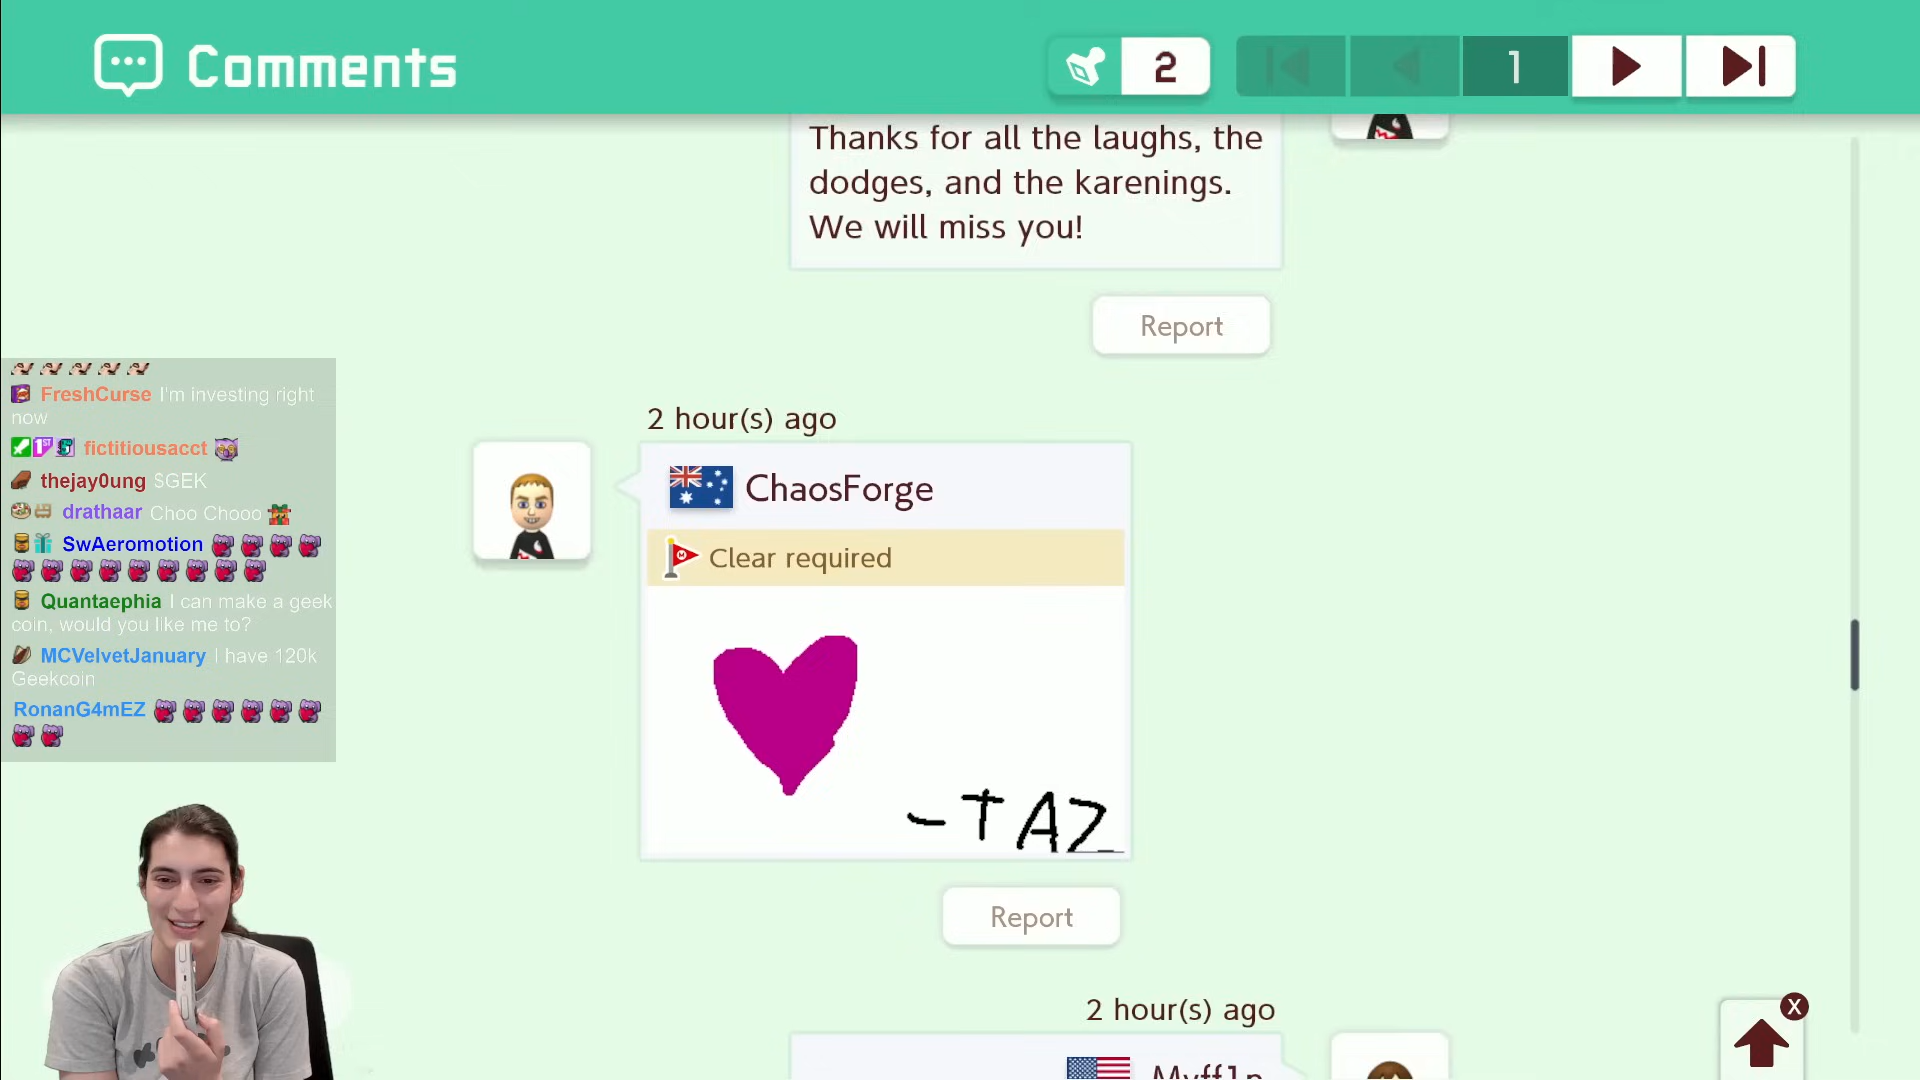 Comments
2
1
Thanks for all the laughs, the
dodges, and the karenings.
We will miss you!
Report
FreshCurse I'm investing right
now
fictitiousacct
thejay0ung $GEK
drathaar Choo Chooo
SwAeromotion
Quantaephia I can make a geek
coin, would you like me to?
MCVelvetJanuary I have 120k
Geekcoin
RonanG4mEZ
2 hour(s) ago
ChaosForge
M
Clear required
-TAZ
Report
2 hour(s) ago
X